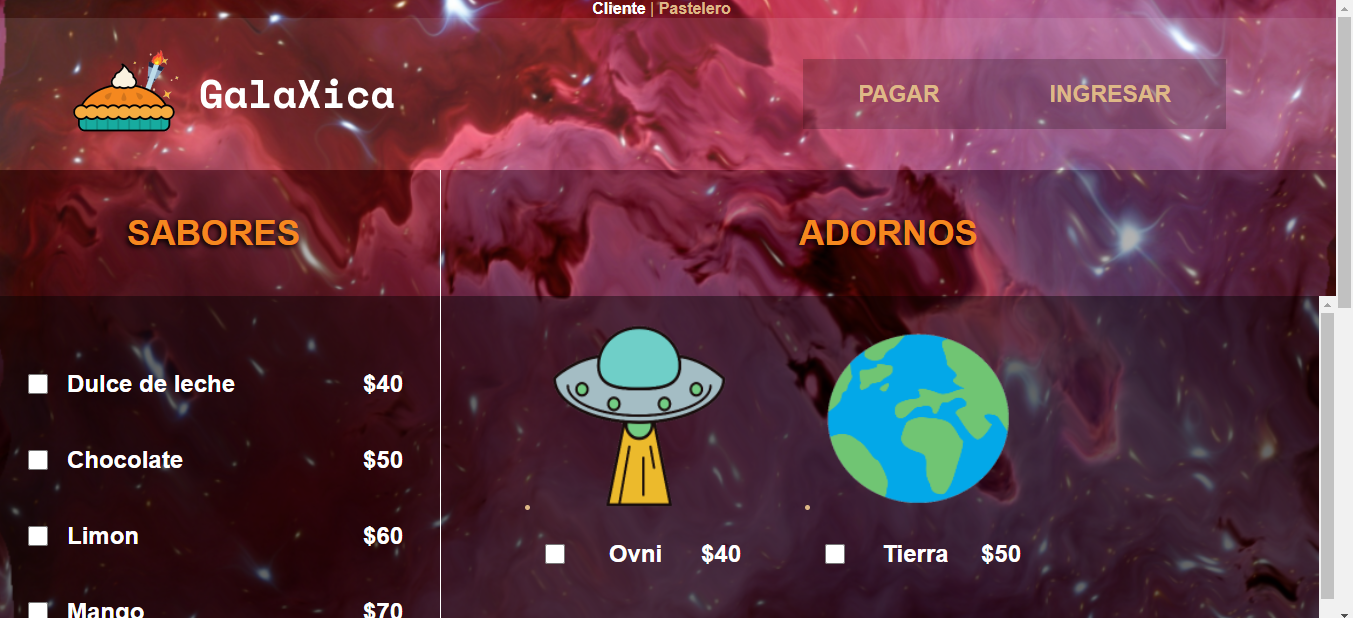 Cliente | Pastelero
GalaXica
PAGAR INGRESAR
SABORES
ADORNOS
Dulce de leche $40
Chocolate $50
Limon $60
Mango $70
Ovni $40
Tierra $50